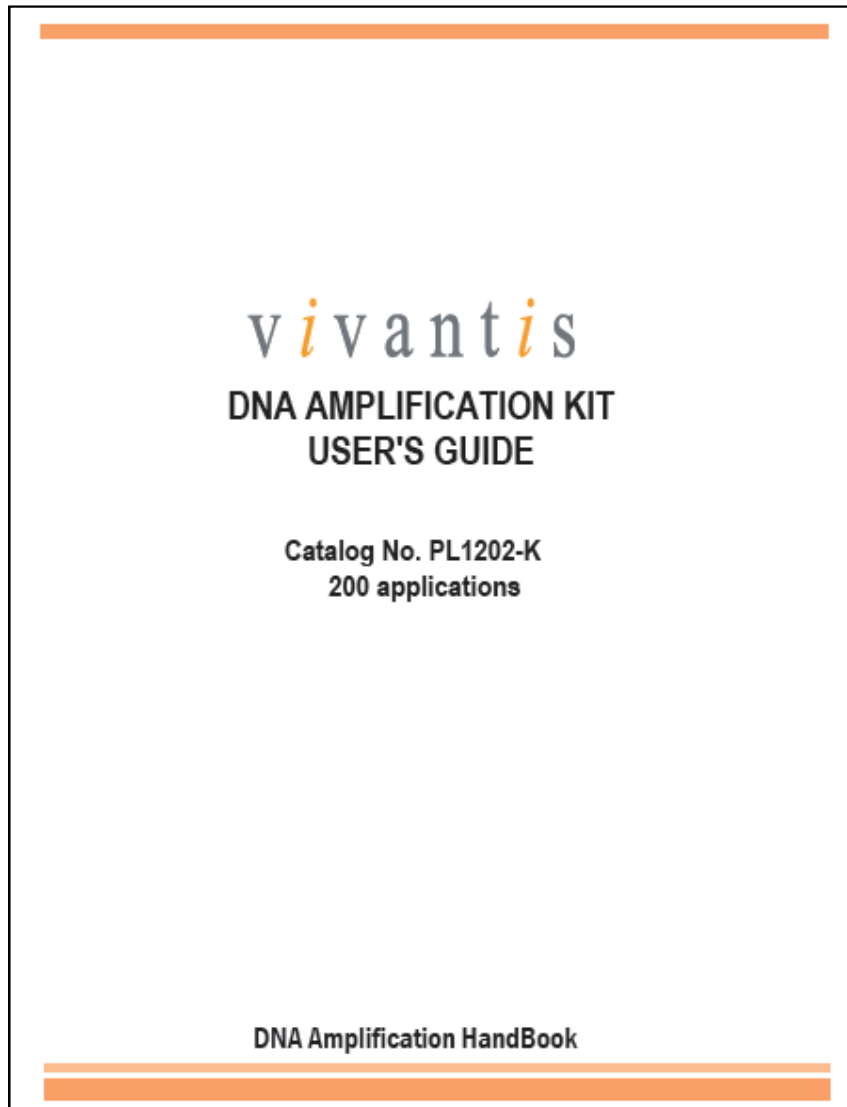 vivantis
DNA AMPLIFICATION KIT
USER'S GUIDE
Catalog No. PL1202-K
200 applications
DNA Amplification HandBook